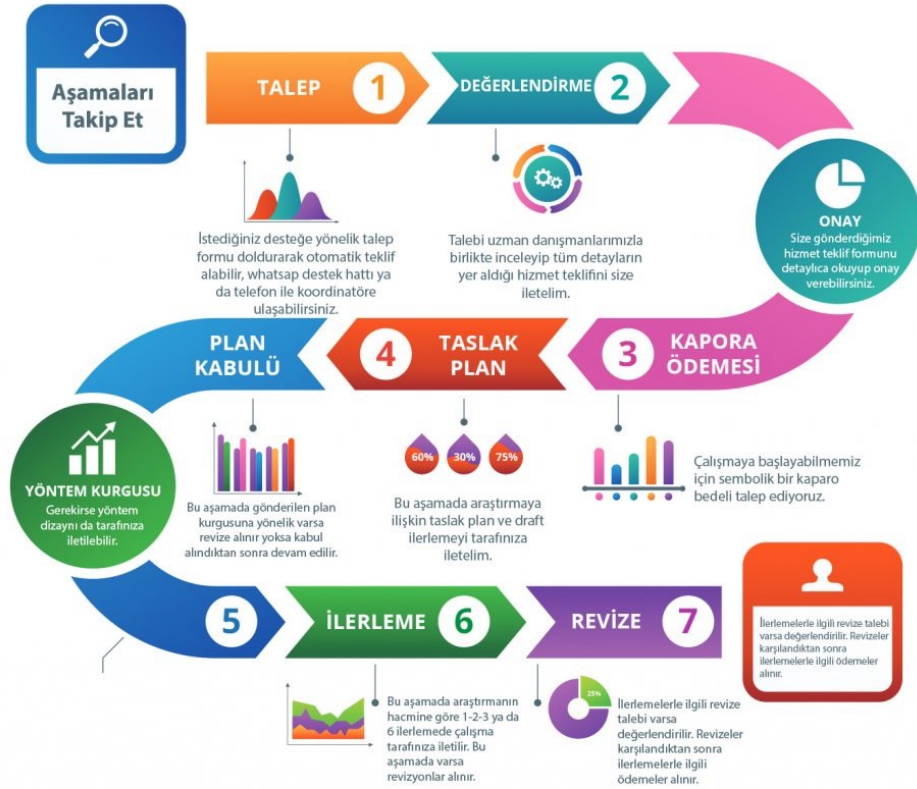 Aşamaları
Takip Et
TALEP
1
DEĞERLENDİRME
2
İstediğiniz desteğe yönelik talep
formu doldurarak otomatik teklif
alabilir, whatsap destek hattı ya
da telefon ile koordinatöre
ulaşabilirsiniz.
Talebi uzman danışmanlarımızla
birlikte inceleyip tüm detayların
yer aldığı hizmet teklifini size
iletelim.
ONAY
Size gönderdiğimiz
hizmet teklif formunu
detaylıca okuyup onay
verebilirsiniz.
3
KAPORA
ÖDEMESİ
Çalışmaya başlayabilmemiz
için sembolik bir kaparo
bedeli talep ediyoruz.
4
TASLAK
PLAN
60%
30%
75%
Bu aşamada araştırmaya
ilişkin taslak plan ve draft
ilerlemeyi tarafınıza
iletelim.
PLAN
KABULÜ
Bu aşamada gönderilen plan
kurgusuna yönelik varsa
revize alınır yoksa kabul
alındıktan sonra devam edilir.
YÖNTEM KURGUSU
Gerekirse yöntem
dizaynı da tarafınıza
iletilebilir.
5
İLERLEME
6
Bu aşamada araştırmanın
hacmine göre 1-2-3 ya da
6 ilerlemede çalışma
tarafınıza iletilir. Bu
aşamada varsa
revizyonlar alınır.
REVİZE
7
25%
İlerlemelerle ilgili revize
talebi varsa
değerlendirilir. Revizeler
karşılandıktan sonra
ilerlemelerle ilgili
ödemeler alınır.
İlerlemelerle ilgili revize talebi
varsa değerlendirilir. Revizeler
karşılandıktan sonra
ilerlemelerle ilgili ödemeler
alınır.